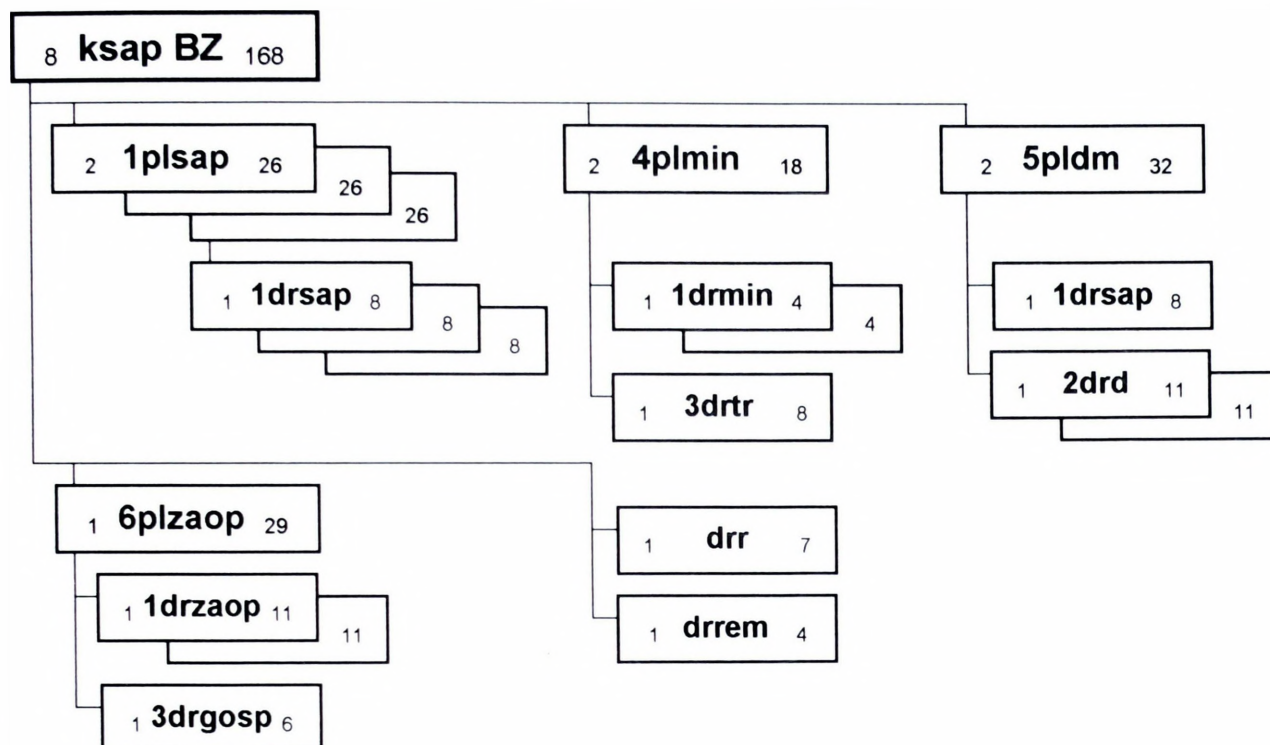 8 ksap BZ 168
2 1plsap 26
26
26
1 1drsap 8
8
8
2 4plmin 18
1 1drmin 4
4
1 3drtr 8
2 5pldm 32
1 1drsap 8
1 2drd 11
11
1 6plzaop 29
1 1drzaop 11
11
1 3drgosp 6
1 drr 7
1 drrem 4